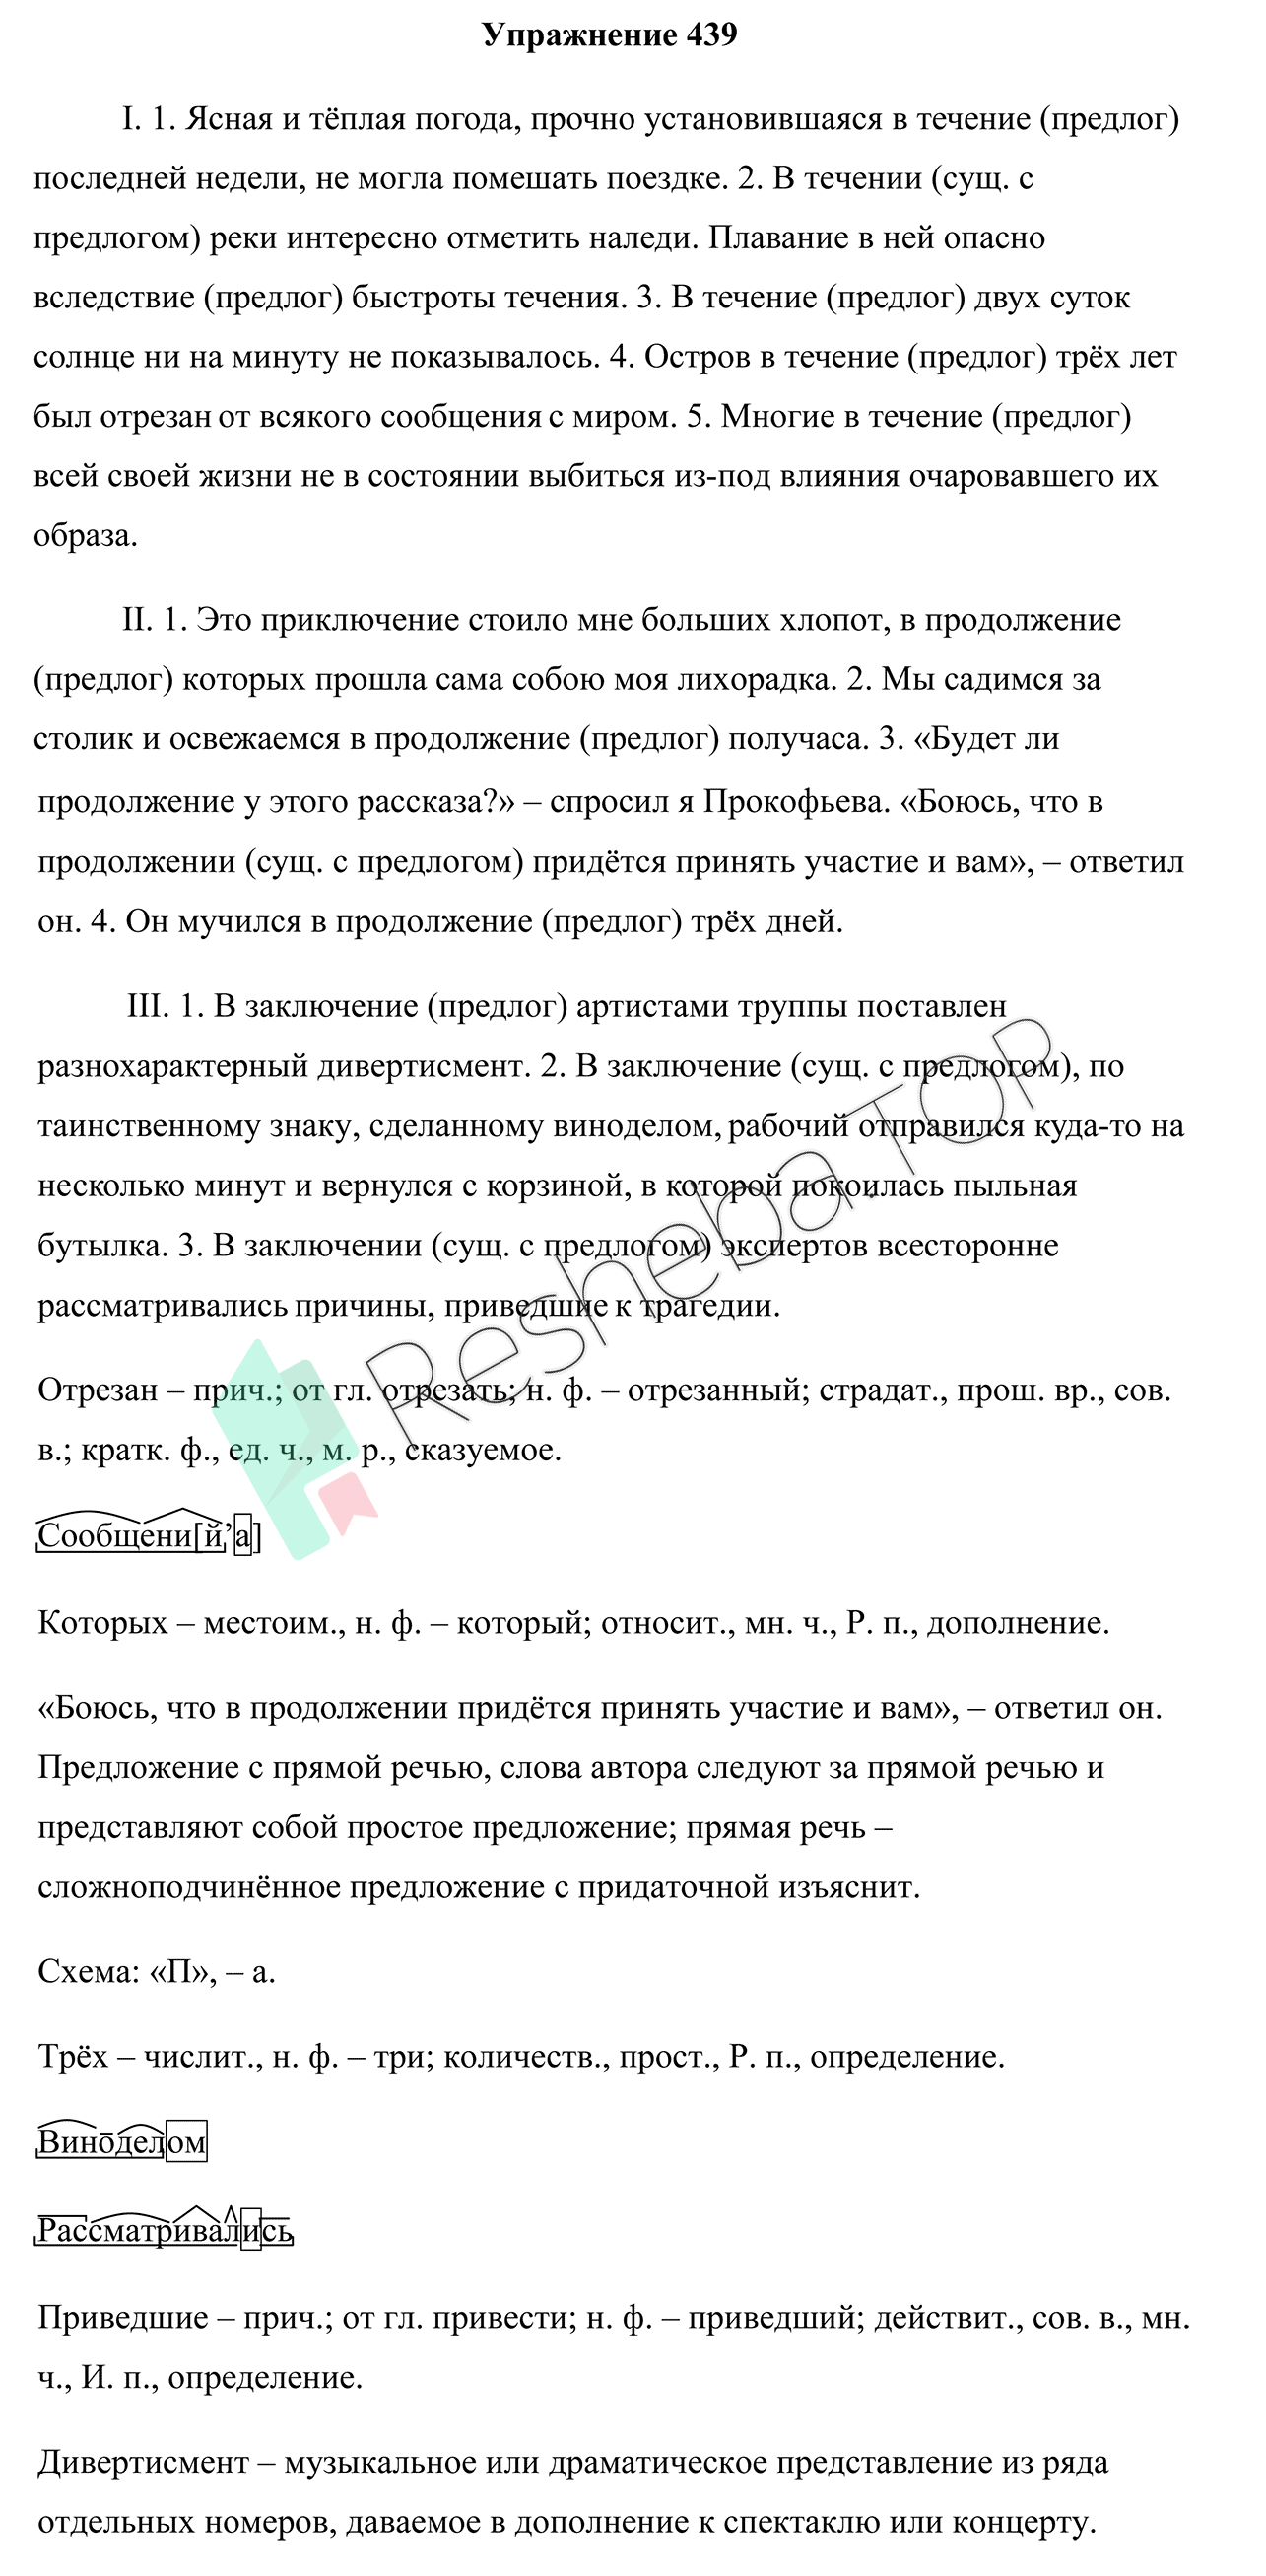 Упражнение 439
I. 1. Ясная и тёплая погода, прочно установившаяся в течение (предлог)
последней недели, не могла помешать поездке. 2. В течении (сущ. с
предлогом) реки интересно отметить наледи. Плавание в ней опасно
вследствие (предлог) быстроты течения. 3. В течение (предлог) двух суток
солнце ни на минуту не показывалось. 4. Остров в течение (предлог) трёх лет
был отрезан от всякого сообщения с миром. 5. Многие в течение (предлог)
всей своей жизни не в состоянии выбиться из-под влияния очаровавшего их
образа.
II. 1. Это приключение стоило мне больших хлопот, в продолжение
(предлог) которых прошла сама собою моя лихорадка. 2. Мы садимся за
столик и освежаемся в продолжение (предлог) получаса. 3. «Будет ли
продолжение у этого рассказа?» – спросил я Прокофьева. «Боюсь, что в
продолжении (сущ. с предлогом) придётся принять участие и вам», – ответил
он. 4. Он мучился в продолжение (предлог) трёх дней.
III. 1. В заключение (предлог) артистами труппы поставлен
разнохарактерный дивертисмент. 2. В заключение (сущ. с предлогом), по
таинственному знаку, сделанному виноделом, рабочий отправился куда-то на
несколько минут и вернулся с корзиной, в которой покоилась пыльная
бутылка. 3. В заключении (сущ. с предлогом) экспертов всесторонне
рассматривались причины, приведшие к трагедии.
Resheba.TOP
Отрезан – прич.; от гл. отрезать; н. ф. – отрезанный; страдат., прош. вр., сов.
в.; кратк. ф., ед. ч., м. р., сказуемое.
Сообщени[й’а]
Которых – местоим., н. ф. – который; относит., мн. ч., Р. п., дополнение.
«Боюсь, что в продолжении придётся принять участие и вам», – ответил он.
Предложение с прямой речью, слова автора следуют за прямой речью и
представляют собой простое предложение; прямая речь –
сложноподчинённое предложение с придаточной изъяснит.
Схема: «П», – а.
Трёх – числит., н. ф. – три; количеств., прост., Р. п., определение.
Виноделом
Рассматривались
Приведшие – прич.; от гл. привести; н. ф. – приведший; действит., сов. в., мн.
ч., И. п., определение.
Дивертисмент – музыкальное или драматическое представление из ряда
отдельных номеров, даваемое в дополнение к спектаклю или концерту.